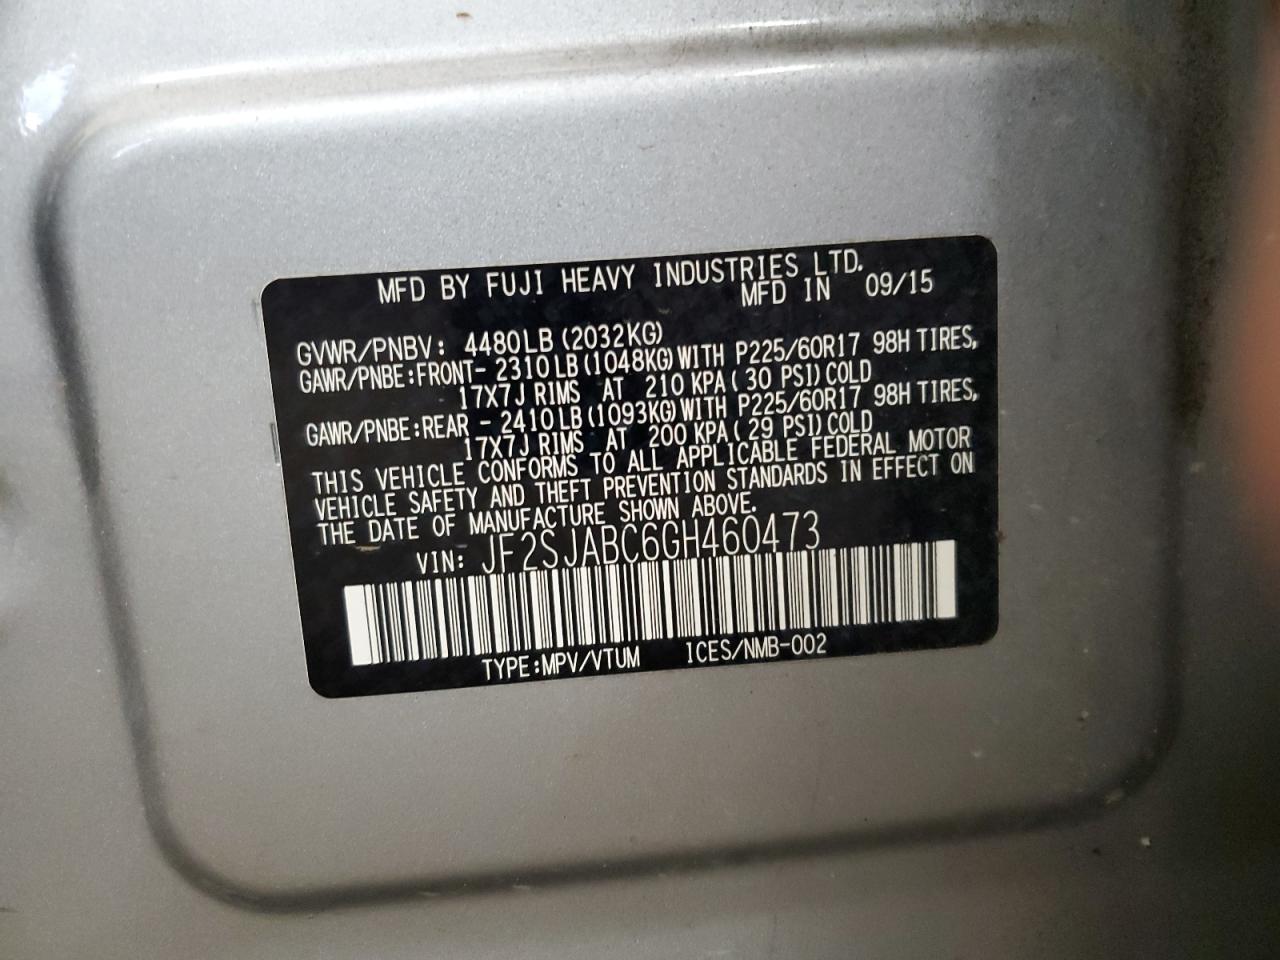 MFD BY FUJI HEAVY INDUSTRIES LTD.
MFD IN 09/15
GVWR/PNBV: 4480LB (2032KG)
GAWR/PNBE:FRONT- 2310LB (1048KG) WITH P225/60R17 98H TIRES,
17X7J RIMS AT 210 KPA ( 30 PSI) COLD
GAWR/PNBE:REAR - 2410LB (1093KG) WITH P225/60R17 98H TIRES,
17X7J RIMS AT 200 KPA ( 29 PSI) COLD
THIS VEHICLE CONFORMS TO ALL APPLICABLE FEDERAL MOTOR
VEHICLE SAFETY AND THEFT PREVENTION STANDARDS IN EFFECT ON
THE DATE OF MANUFACTURE SHOWN ABOVE.
VIN: JF2SJABC6GH460473
TYPE:MPV/VTUM ICES/NMB-002